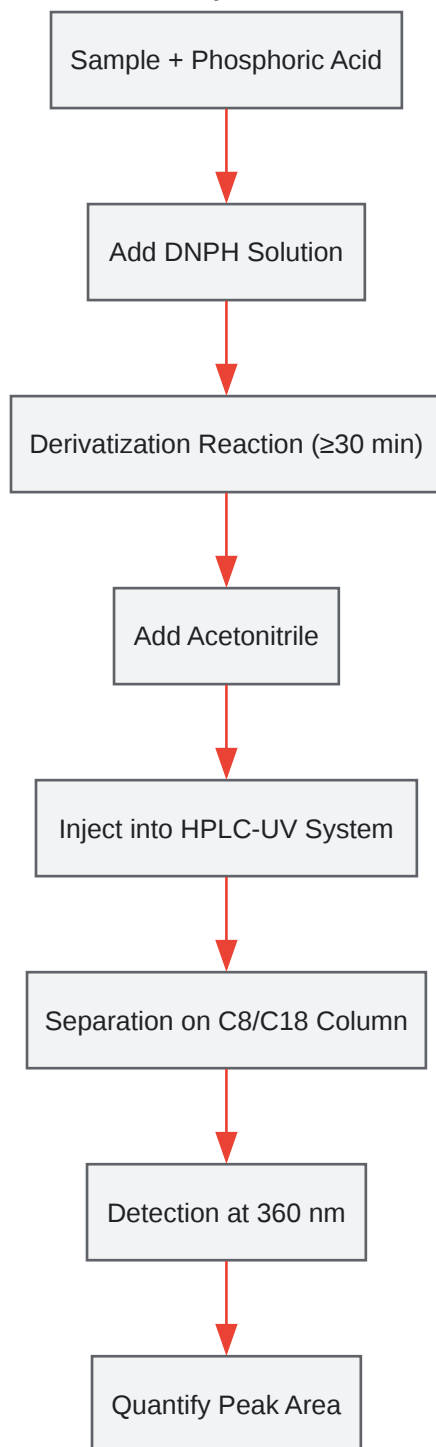 Sample + Phosphoric Acid
Add DNPH Solution
Derivatization Reaction (≥30 min)
Add Acetonitrile
Inject into HPLC-UV System
Separation on C8/C18 Column
Detection at 360 nm
Quantify Peak Area